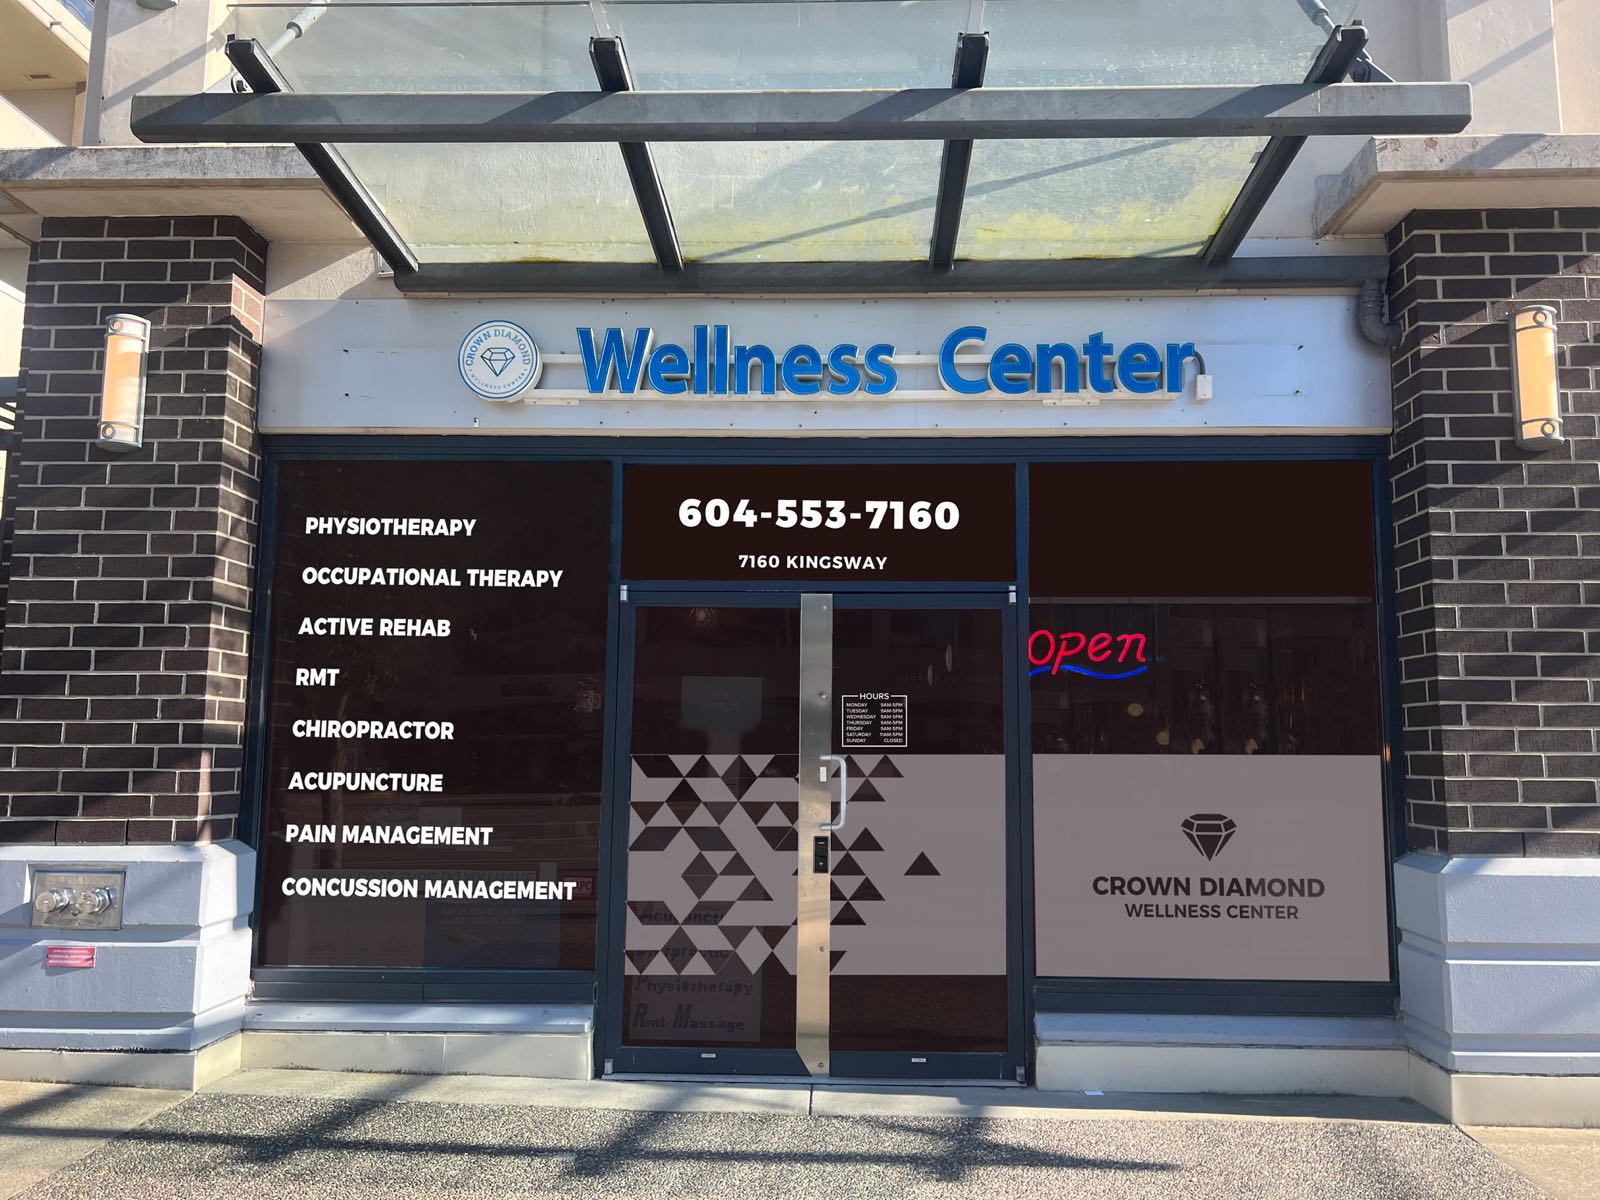 CROWN DIAMOND
WELLNESS CENTER
Wellness Center
604-553-7160
7160 KINGSWAY
PHYSIOTHERAPY
OCCUPATIONAL THERAPY
ACTIVE REHAB
RMT
CHIROPRACTOR
ACUPUNCTURE
PAIN MANAGEMENT
CONCUSSION MANAGEMENT
Open
HOURS
MONDAY 9AM-5PM
TUESDAY 9AM-5PM
WEDNESDAY 9AM-5PM
THURSDAY 9AM-5PM
FRIDAY 9AM-5PM
SATURDAY 11AM-5PM
SUNDAY CLOSED
Physiotherapy
Rmt Massage
CROWN DIAMOND
WELLNESS CENTER